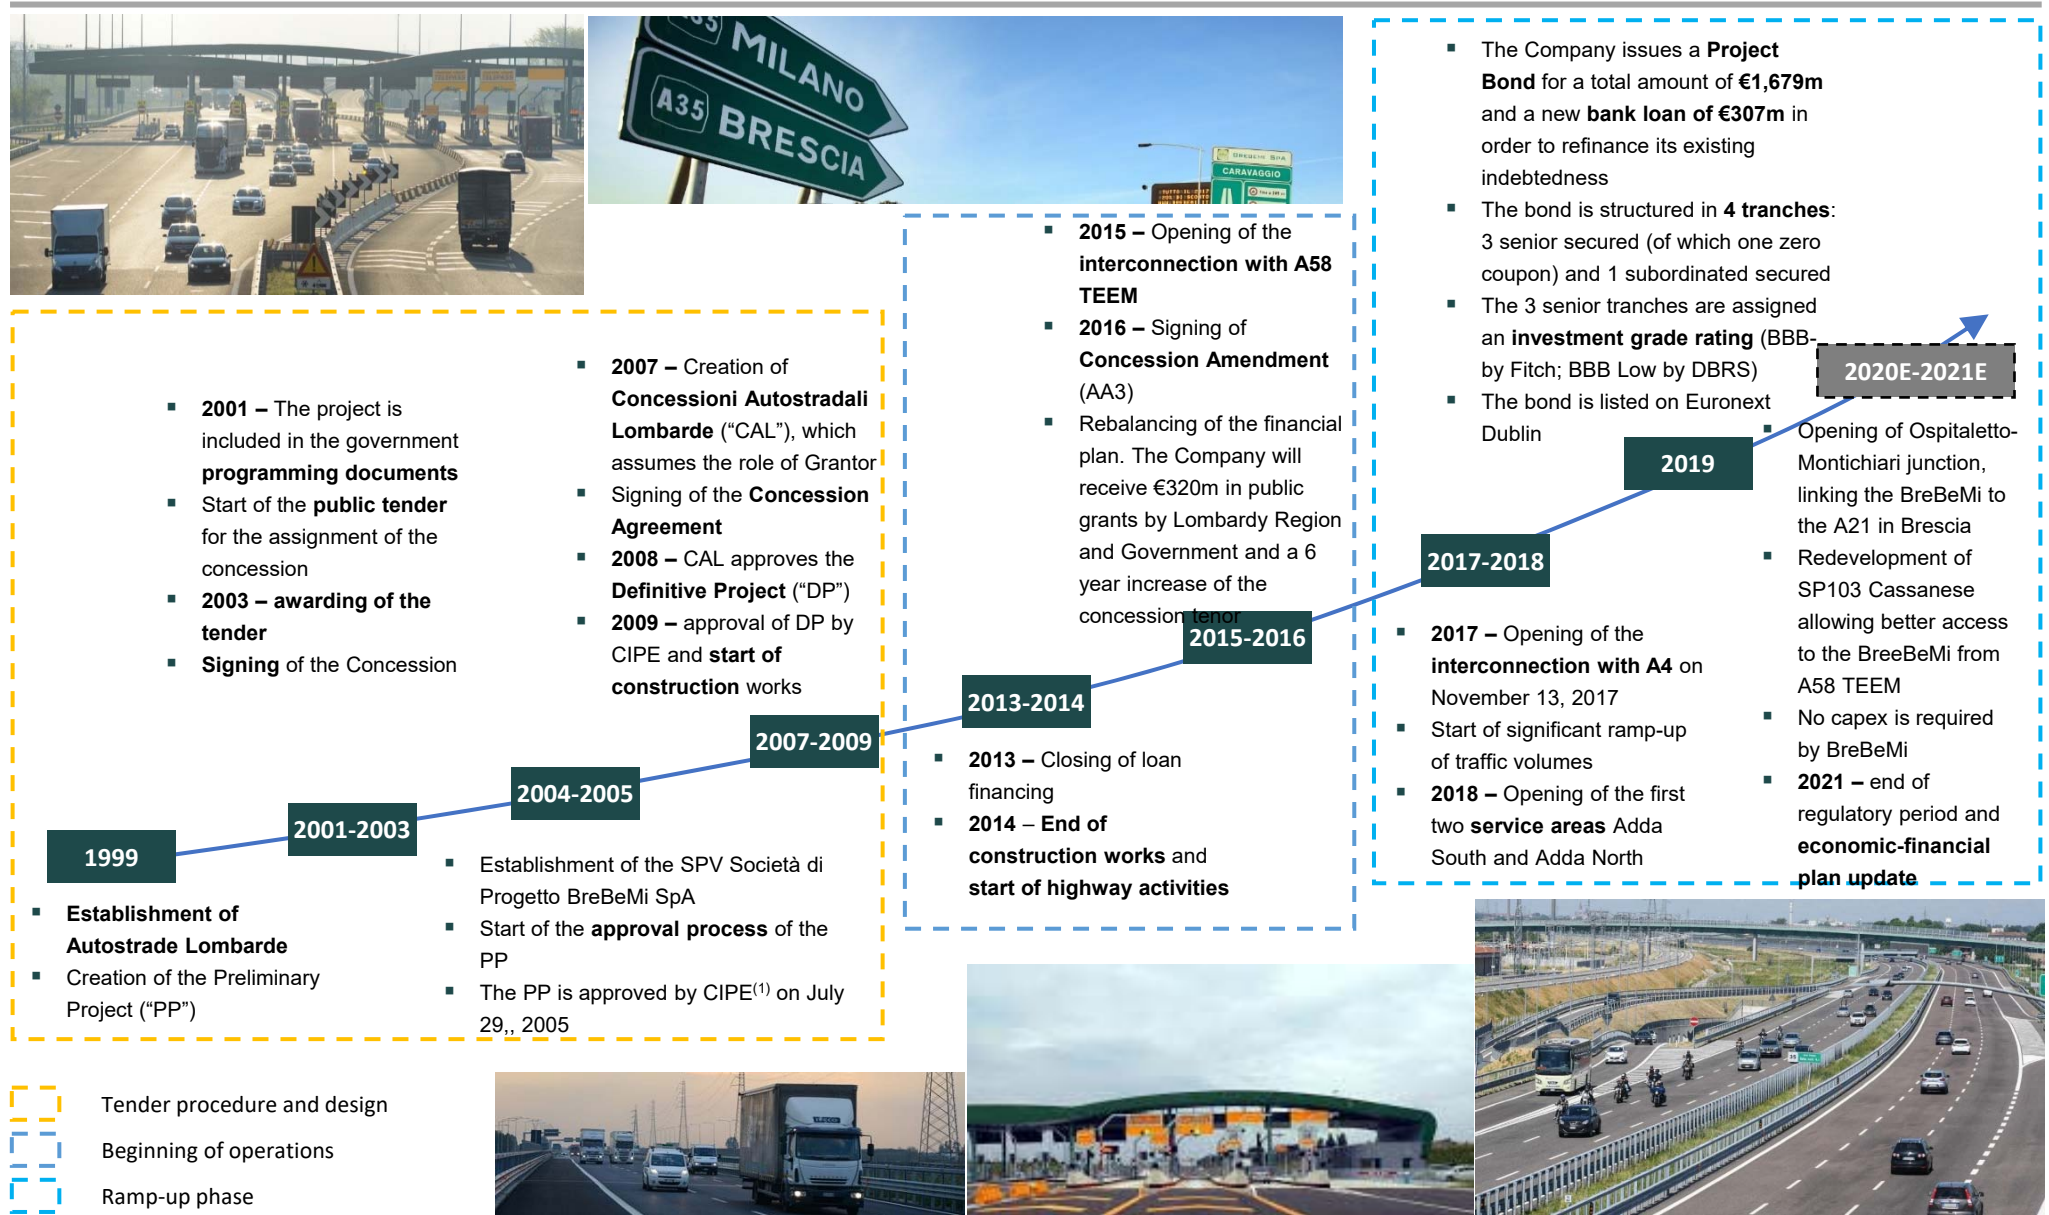 A35 MILANO
A35 BRESCIA
BREBEMI SPA
CARAVAGGIO
1999
▪ Establishment of
Autostrade Lombarde
▪ Creation of the Preliminary
Project (“PP”)
2001-2003
▪ 2001 – The project is
included in the government
programming documents
▪ Start of the public tender
for the assignment of the
concession
▪ 2003 – awarding of the
tender
▪ Signing of the Concession
2004-2005
▪ Establishment of the SPV Società di
Progetto BreBeMi SpA
▪ Start of the approval process of the
PP
▪ The PP is approved by CIPE(1) on July
29,, 2005
2007-2009
▪ 2007 – Creation of
Concessioni Autostradali
Lombarde (“CAL”), which
assumes the role of Grantor
▪ Signing of the Concession
Agreement
▪ 2008 – CAL approves the
Definitive Project (“DP”)
▪ 2009 – approval of DP by
CIPE and start of
construction works
2013-2014
▪ 2013 – Closing of loan
financing
▪ 2014 – End of
construction works and
start of highway activities
2015-2016
▪ 2015 – Opening of the
interconnection with A58
TEEM
▪ 2016 – Signing of
Concession Amendment
(AA3)
▪ Rebalancing of the financial
plan. The Company will
receive €320m in public
grants by Lombardy Region
and Government and a 6
year increase of the
concession tenor
2017-2018
▪ 2017 – Opening of the
interconnection with A4 on
November 13, 2017
▪ Start of significant ramp-up
of traffic volumes
▪ 2018 – Opening of the first
two service areas Adda
South and Adda North
2019
▪ The Company issues a Project
Bond for a total amount of €1,679m
and a new bank loan of €307m in
order to refinance its existing
indebtedness
▪ The bond is structured in 4 tranches:
3 senior secured (of which one zero
coupon) and 1 subordinated secured
▪ The 3 senior tranches are assigned
an investment grade rating (BBB-
by Fitch; BBB Low by DBRS)
▪ The bond is listed on Euronext
Dublin
2020E-2021E
▪ Opening of Ospitaletto-
Montichiari junction,
linking the BreBeMi to
the A21 in Brescia
▪ Redevelopment of
SP103 Cassanese
allowing better access
to the BreeBeMi from
A58 TEEM
▪ No capex is required
by BreBeMi
▪ 2021 – end of
regulatory period and
economic-financial
plan update
Tender procedure and design
Beginning of operations
Ramp-up phase